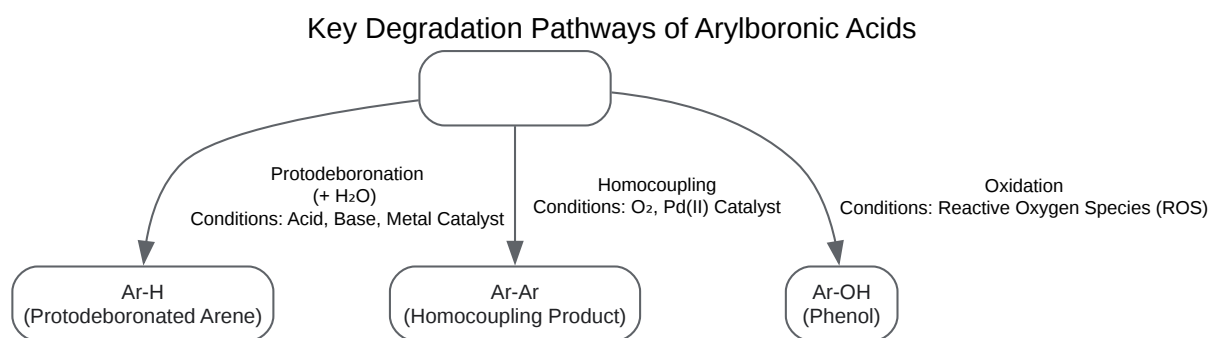 Key Degradation Pathways of Arylboronic Acids
Protodeboronation
(+ H₂O)
Conditions: Acid, Base, Metal Catalyst
Homocoupling
Conditions: O₂, Pd(II) Catalyst
Oxidation
Conditions: Reactive Oxygen Species (ROS)
Ar-H
(Protodeboronated Arene)
Ar-Ar
(Homocoupling Product)
Ar-OH
(Phenol)